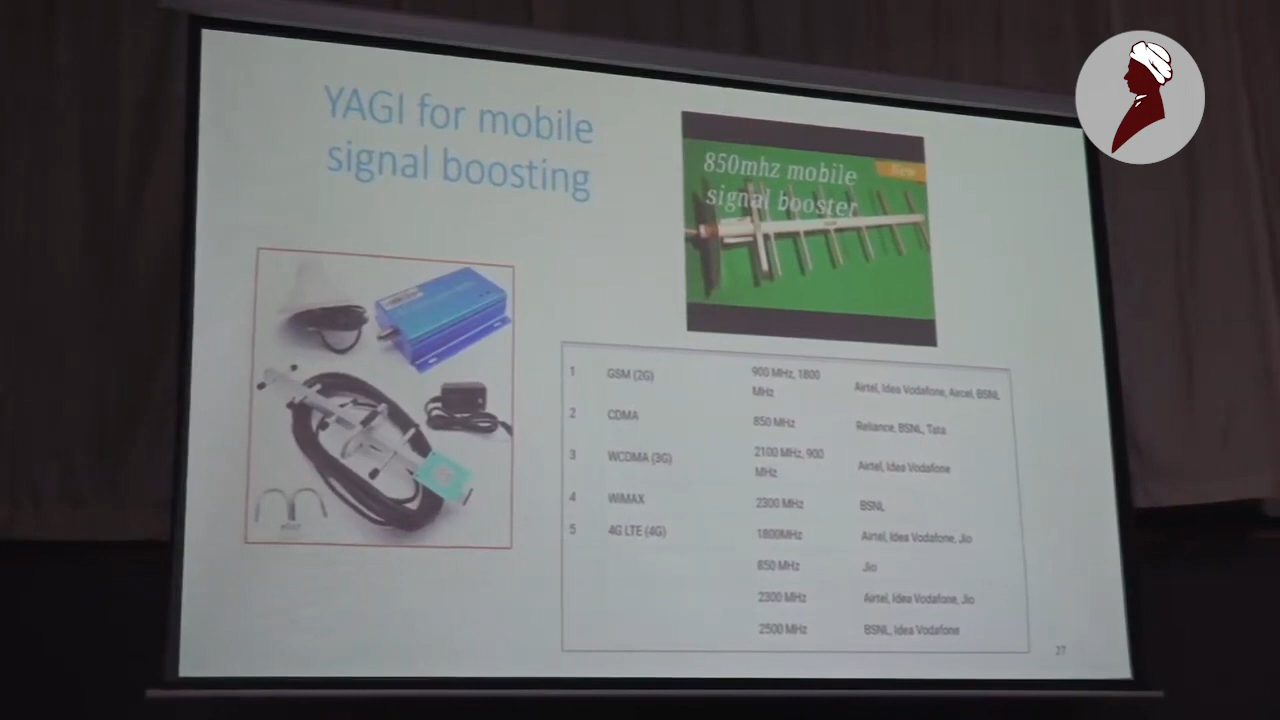 YAGI for mobile
signal boosting
850mhz mobile
signal booster
New
1 GSM (2G) 900 MHz, 1800 MHz Airtel, Idea Vodafone, Aircel, BSNL
2 CDMA 850 MHz Reliance, BSNL, Tata
3 WCDMA (3G) 2100 MHz, 900 MHz Airtel, Idea Vodafone
4 WiMAX 2300 MHz BSNL
5 4G LTE (4G) 1800MHz Airtel, Idea Vodafone, Jio
850 MHz Jio
2300 MHz Airtel, Idea Vodafone, Jio
2500 MHz BSNL, Idea Vodafone
27